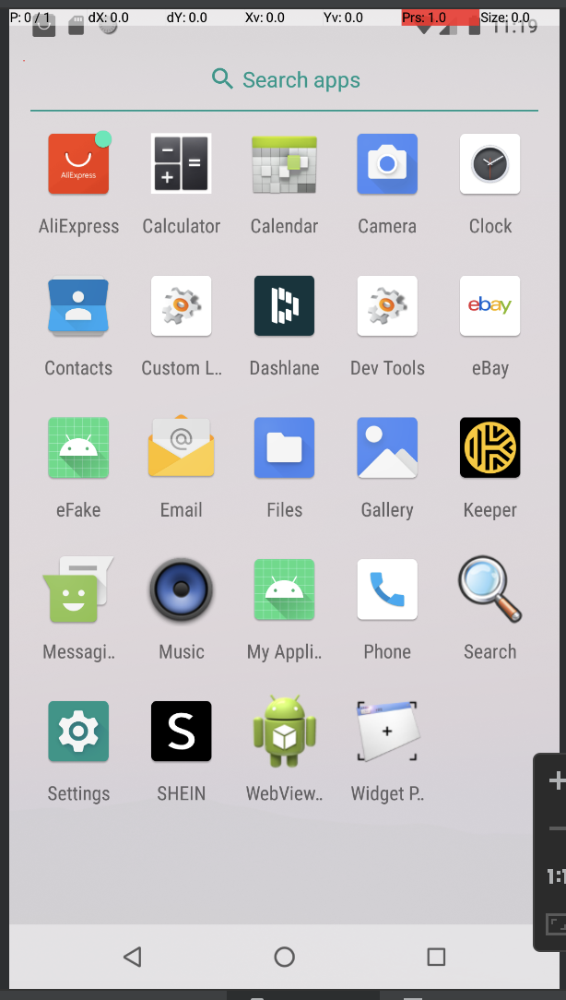 P: 0 / 1 dX: 0.0 dY: 0.0 Xv: 0.0 Yv: 0.0 Prs: 1.0 Size: 0.0
11:19
Search apps
AliExpress
AliExpress Calculator Calendar Camera Clock
ebay
Contacts Custom L.. Dashlane Dev Tools eBay
@
eFake Email Files Gallery Keeper
Messagi.. Music My Appli.. Phone Search
S
Settings SHEIN WebView.. Widget P..
1:1